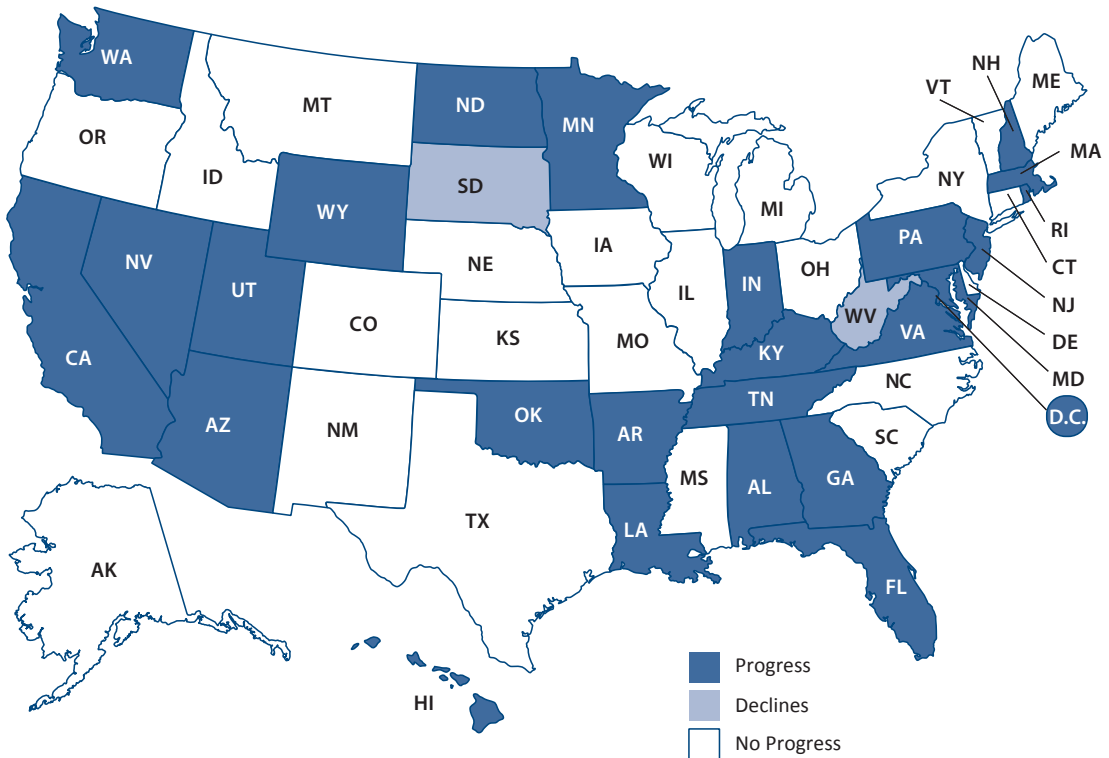 NH
ME
VT
WA
MT
ND
MN
OR
ID
SD
WI
NY
MA
WY
MI
RI
PA
IA
NE
CT
NV
OH
UT
IN
IL
NJ
CO
WV
KS
MO
VA
DE
CA
KY
MD
NC
TN
D.C.
OK
AZ
AR
NM
SC
MS
AL
GA
TX
LA
AK
FL
HI
Progress
Declines
No Progress